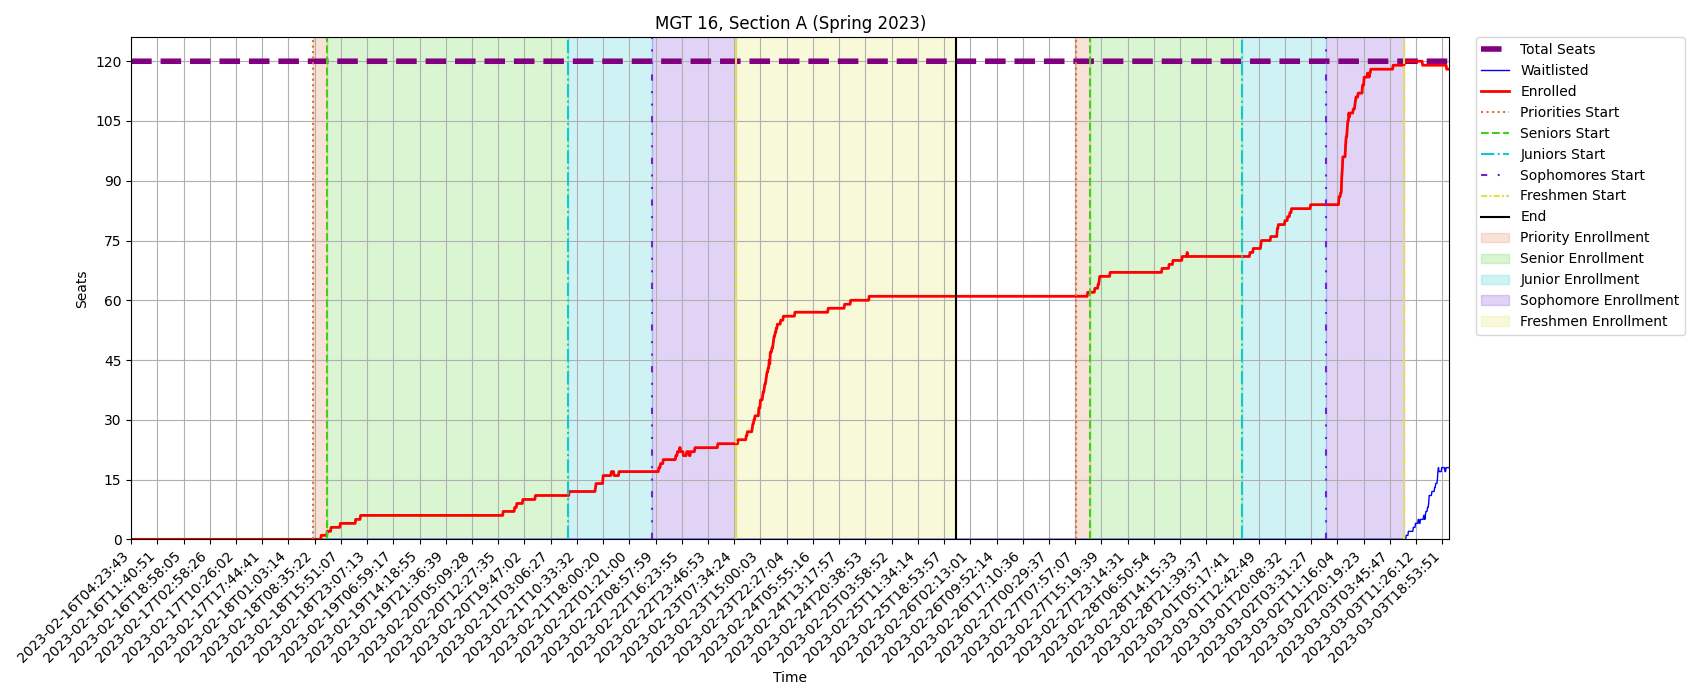 MGT 16, Section A (Spring 2023)
Seats
120
105
90
75
60
45
30
15
0
2023-02-16T04:23:43
2023-02-16T11:40:51
2023-02-16T18:58:05
2023-02-17T02:58:26
2023-02-17T10:26:02
2023-02-17T17:44:41
2023-02-18T01:03:14
2023-02-18T08:35:22
2023-02-18T15:51:07
2023-02-18T23:07:13
2023-02-19T06:59:17
2023-02-19T14:18:55
2023-02-19T21:36:39
2023-02-20T05:09:28
2023-02-20T12:27:35
2023-02-20T19:47:02
2023-02-21T03:06:27
2023-02-21T10:33:32
2023-02-21T18:00:20
2023-02-22T01:21:00
2023-02-22T08:57:59
2023-02-22T16:23:55
2023-02-22T23:46:53
2023-02-23T07:34:24
2023-02-23T15:00:03
2023-02-23T22:27:04
2023-02-24T05:55:16
2023-02-24T13:17:57
2023-02-24T20:38:53
2023-02-25T03:58:52
2023-02-25T11:34:14
2023-02-25T18:53:57
2023-02-26T02:13:01
2023-02-26T09:52:14
2023-02-26T17:10:36
2023-02-27T00:29:37
2023-02-27T07:57:07
2023-02-27T15:19:39
2023-02-27T23:14:31
2023-02-28T06:50:54
2023-02-28T14:15:33
2023-02-28T21:39:37
2023-03-01T05:17:41
2023-03-01T12:42:49
2023-03-01T20:08:32
2023-03-02T03:31:27
2023-03-02T11:16:04
2023-03-02T20:19:23
2023-03-03T03:45:47
2023-03-03T11:26:12
2023-03-03T18:53:51
Time
Total Seats
Waitlisted
Enrolled
Priorities Start
Seniors Start
Juniors Start
Sophomores Start
Freshmen Start
End
Priority Enrollment
Senior Enrollment
Junior Enrollment
Sophomore Enrollment
Freshmen Enrollment